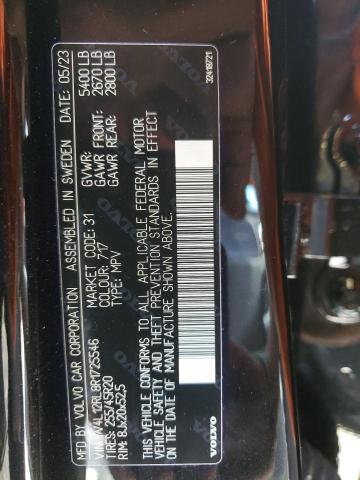 MFD BY VOLVO CAR CORPORATION ASSEMBLED IN SWEDEN DATE: 05/23
MARKET CODE: 31 GVWR: 5400 LB
COLOUR: 717 GAWR FRONT: 2670 LB
TYPE: MPV GAWR REAR: 2800 LB
TIRES: 255/45R20
RIM: 8Jx20x52,5
THIS VEHICLE CONFORMS TO ALL APPLICABLE FEDERAL MOTOR
VEHICLE SAFETY AND THEFT PREVENTION STANDARDS IN EFFECT
ON THE DATE OF MANUFACTURE SHOWN ABOVE.
VOLVO
32419721